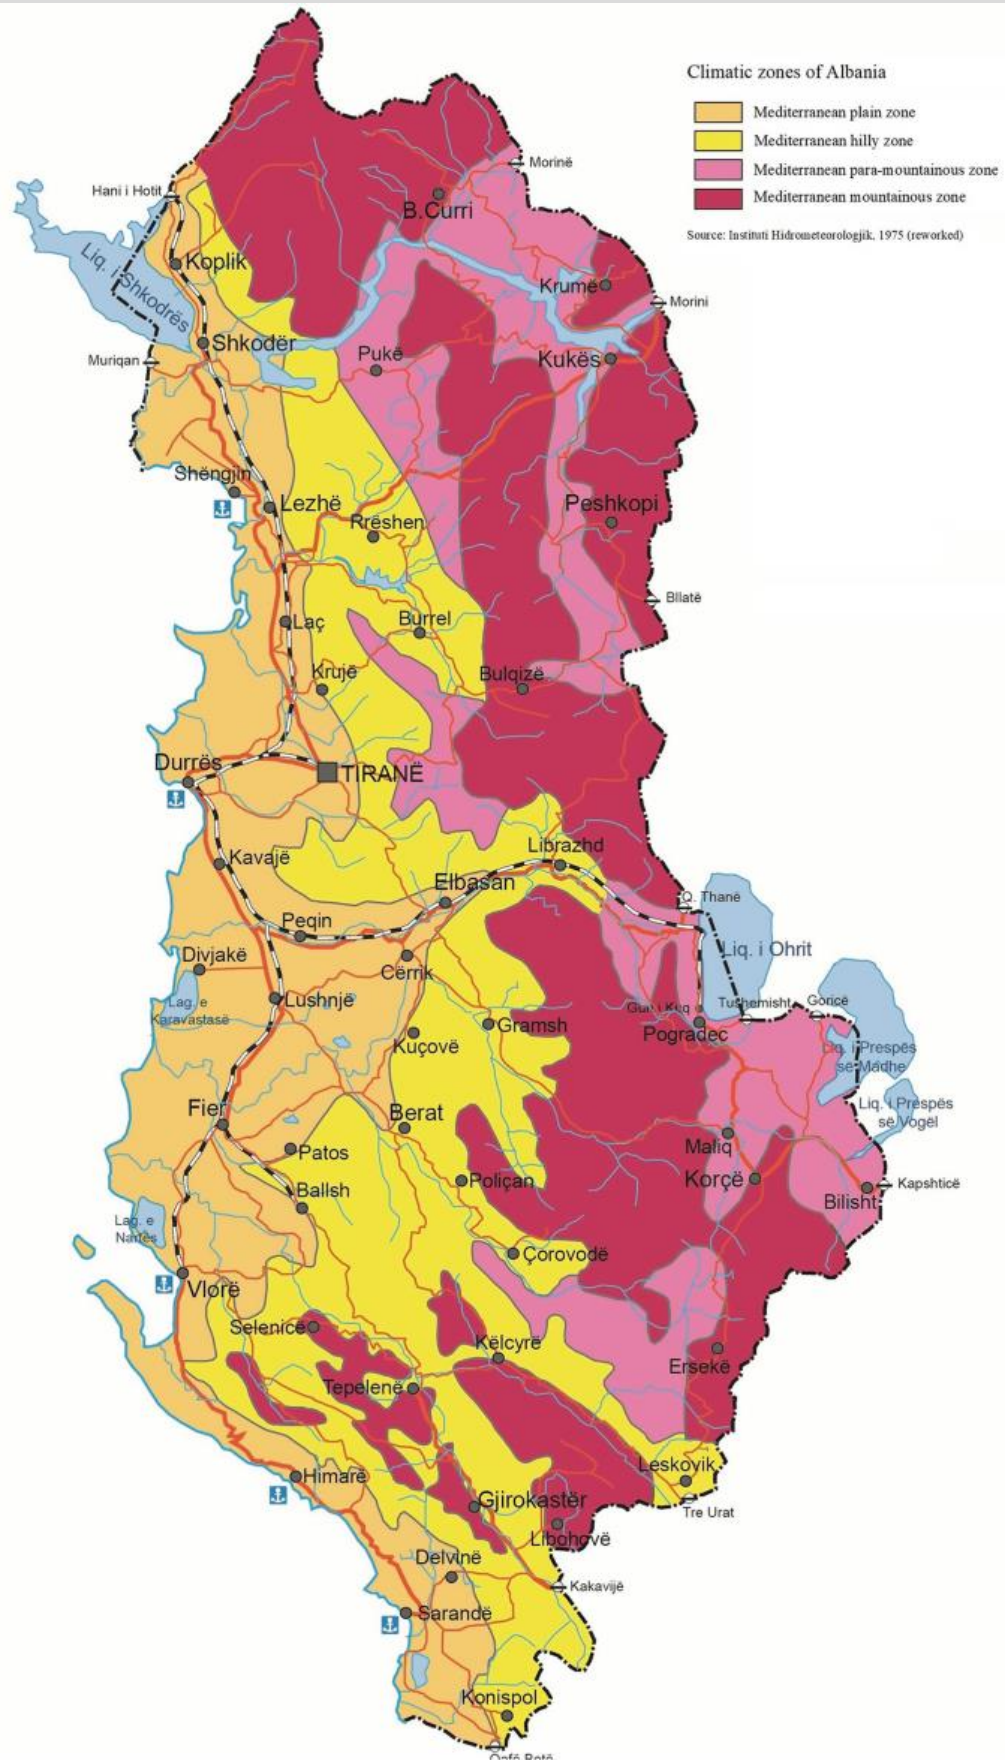 Climatic zones of Albania
Mediterranean plain zone
Mediterranean hilly zone
Mediterranean para-mountainous zone
Mediterranean mountainous zone
Source: Instituti Hidrometeorologjik, 1975 (reworked)
Morinë
Hani i Hotit
B.Curri
Koplik
Liq. i Shkodrës
Krumë
Morini
Shkodër
Muriqan
Pukë
Kukës
Shëngjin
Lezhë
Peshkopi
Rrëshen
Bllatë
Laç
Burrel
Krujë
Bulqizë
Durrës
TIRANË
Kavajë
Librazhd
Elbasan
Q. Thanë
Peqin
Liq. i Ohrit
Divjakë
Cërrik
Lag. e
Karavastasë
Lushnjë
Tushemisht
Goricë
Gramsh
Pogradec
Kuçovë
Liq. i Prespës
së Madhe
Fier
Berat
Liq. i Prespës
së Vogël
Maliq
Patos
Poliçan
Korçë
Kapshticë
Ballsh
Bilisht
Lag. e
Nartës
Çorovodë
Vlorë
Selenicë
Këlcyrë
Ersekë
Tepelenë
Leskovik
Himarë
Gjirokastër
Tre Urat
Libohovë
Delvinë
Kakavijë
Sarandë
Konispol